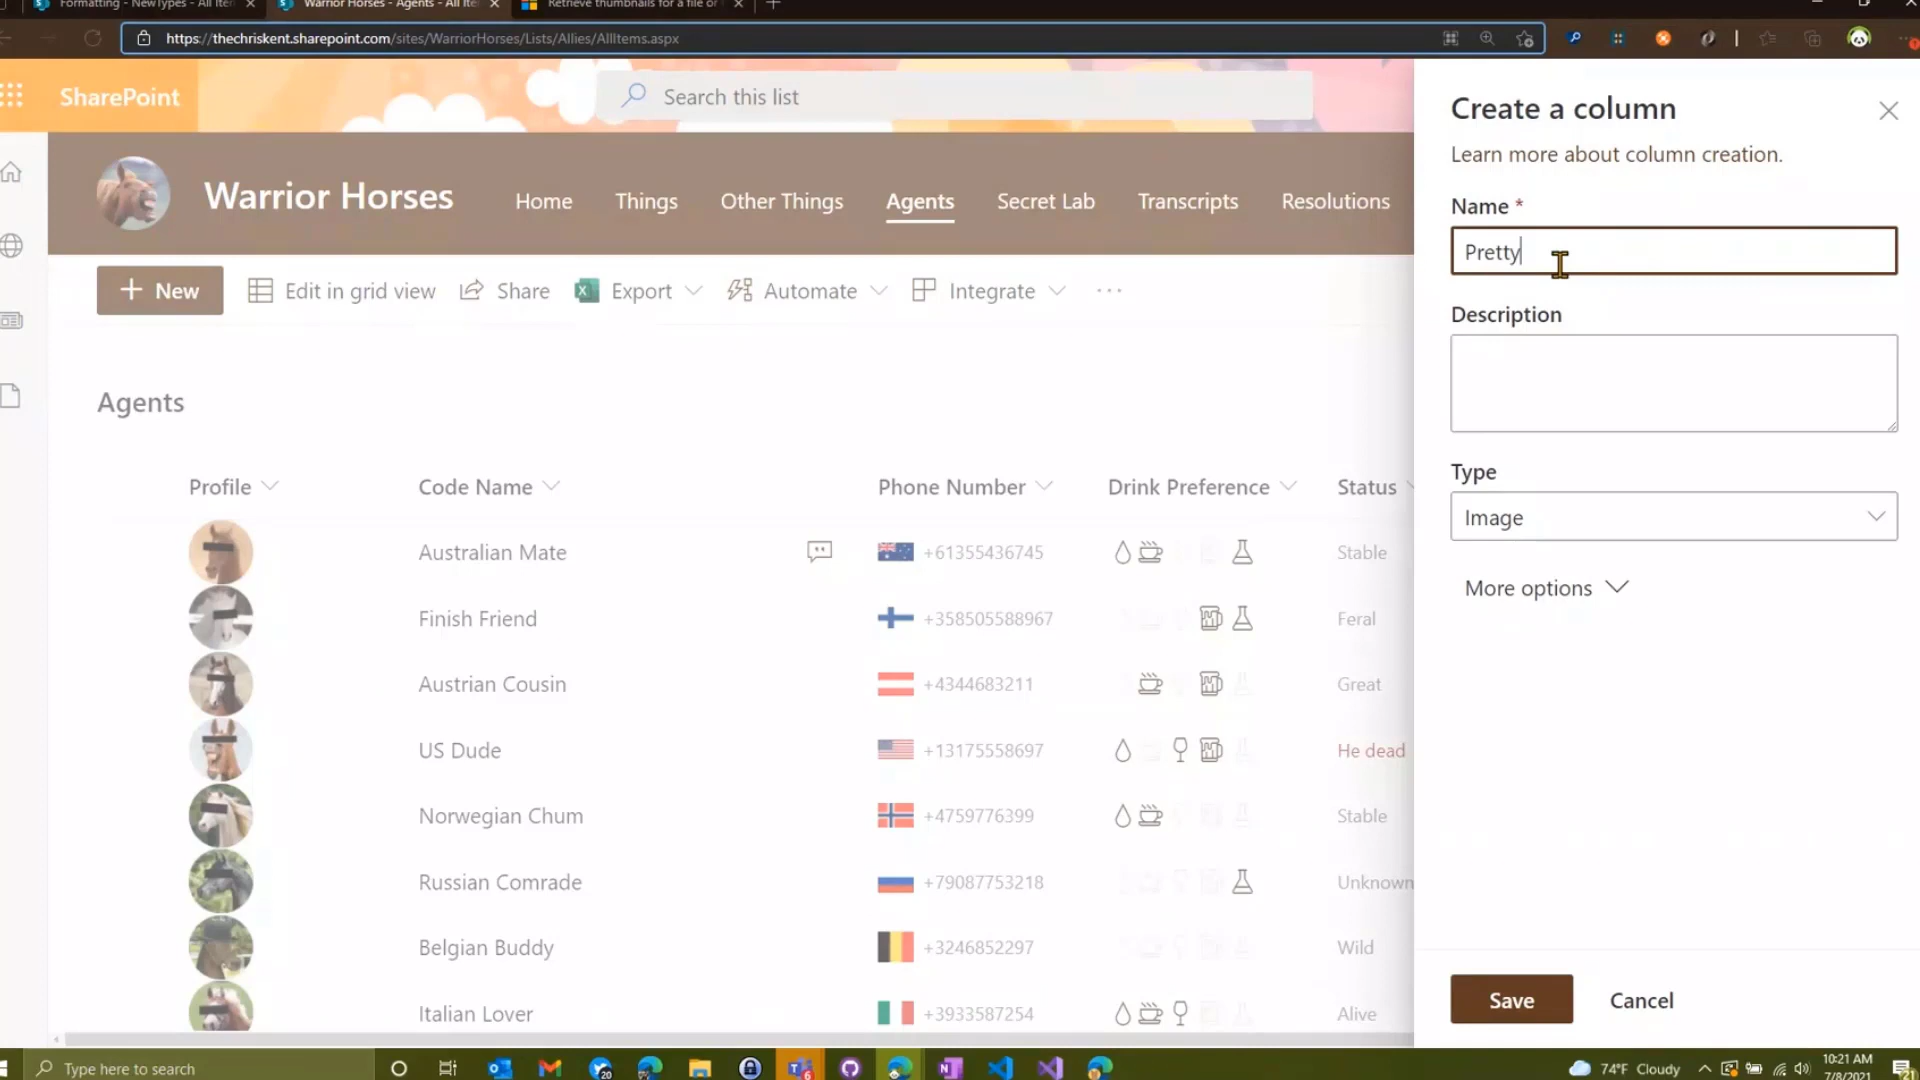 Formatting - NewTypes - All Iter
Warrior Horses - Agents - All Ite
Retrieve thumbnails for a file or
https://thechriskent.sharepoint.com/sites/WarriorHorses/Lists/Allies/AllItems.aspx
SharePoint
Search this list
Warrior Horses
Home
Things
Other Things
Agents
Secret Lab
Transcripts
Resolutions
New
Edit in grid view
Share
Export
Automate
Integrate
Agents
Profile
Code Name
Phone Number
Drink Preference
Status
Australian Mate
+61355436745
Stable
Finish Friend
+358505588967
Feral
Austrian Cousin
+4344683211
Great
US Dude
+13175558697
He dead
Norwegian Chum
+4759776399
Stable
Russian Comrade
+79087753218
Unknown
Belgian Buddy
+3246852297
Wild
Italian Lover
+3933587254
Alive
Create a column
Learn more about column creation.
Name *
Pretty
Description
Type
Image
More options
Save
Cancel
Type here to search
20
6
74°F Cloudy
10:21 AM
7/8/2021
21